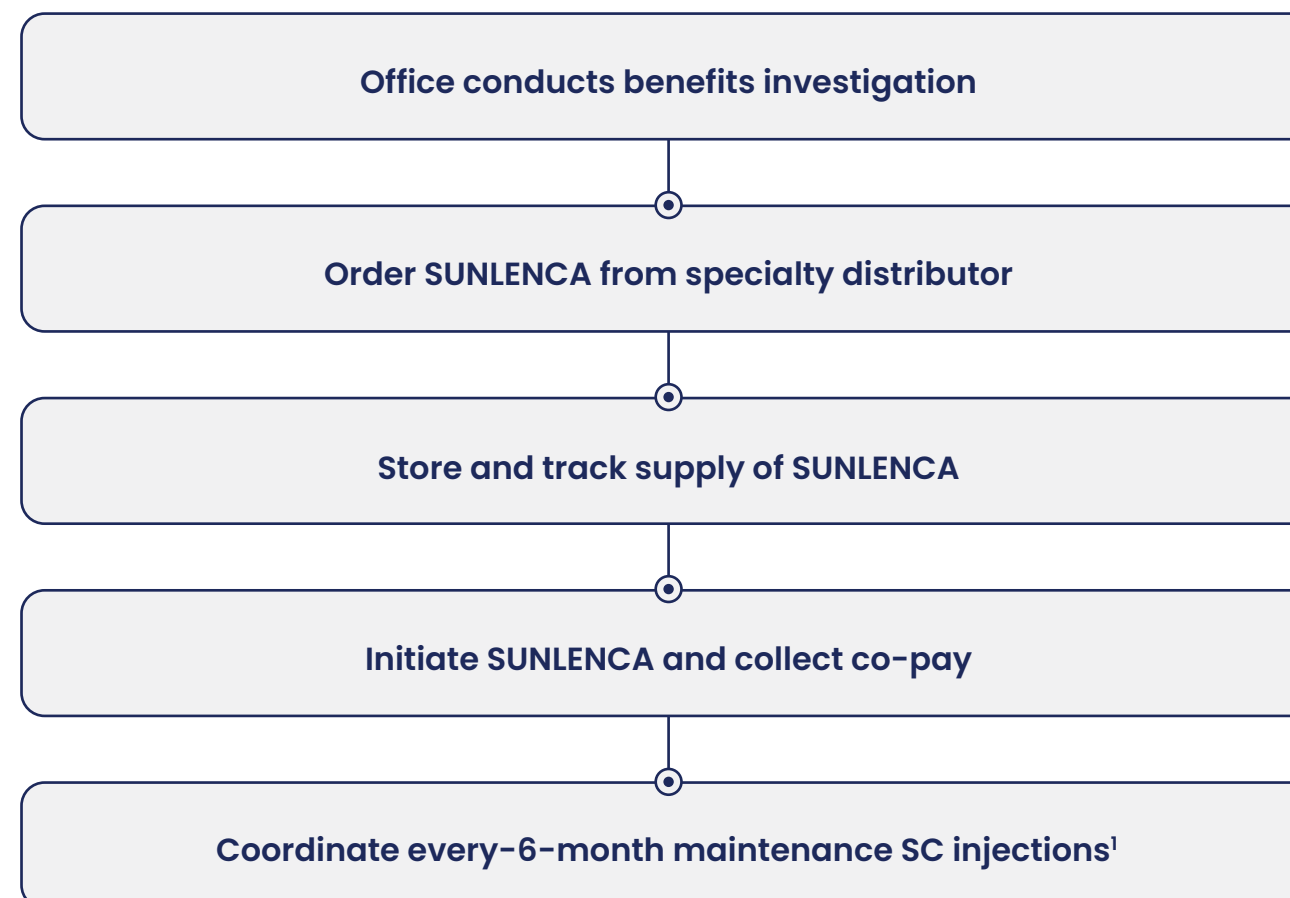 Office conducts benefits investigation
Order SUNLENCA from specialty distributor
Store and track supply of SUNLENCA
Initiate SUNLENCA and collect co-pay
Coordinate every-6-month maintenance SC injections¹